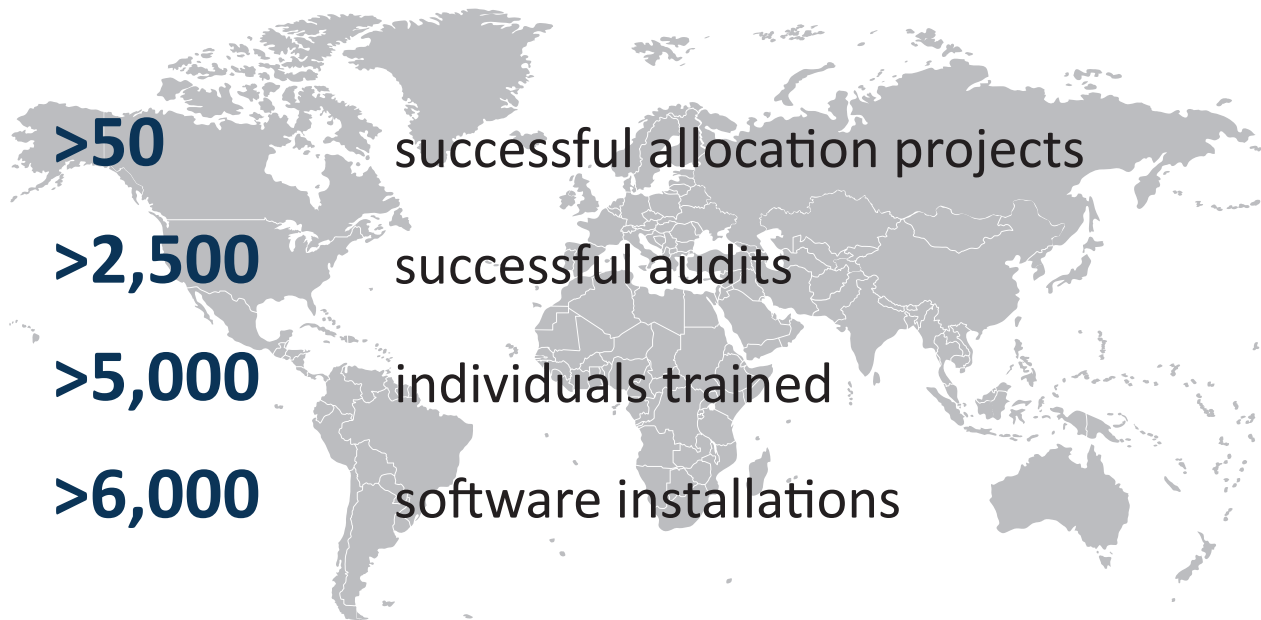 >50 successful allocation projects
>2,500 successful audits
>5,000 individuals trained
>6,000 software installations